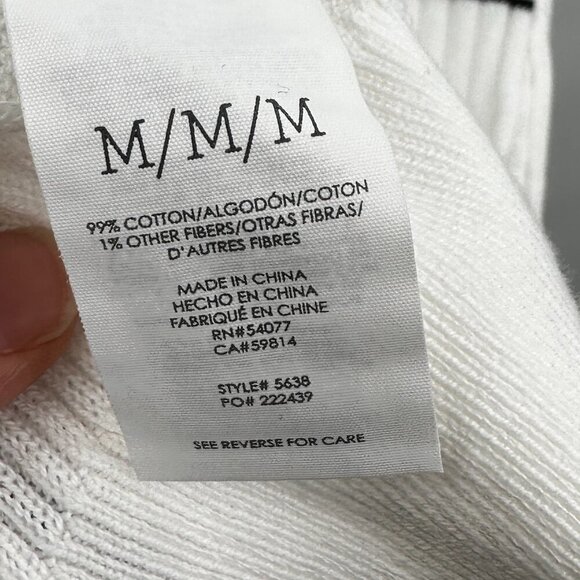 M/M/M
99% COTTON/ALGODÓN/COTON
1% OTHER FIBERS/OTRAS FIBRAS/
D'AUTRES FIBRES
MADE IN CHINA
HECHO EN CHINA
FABRIQUÉ EN CHINE
RN#54077
CA#59814
STYLE# 5638
PO# 222439
SEE REVERSE FOR CARE